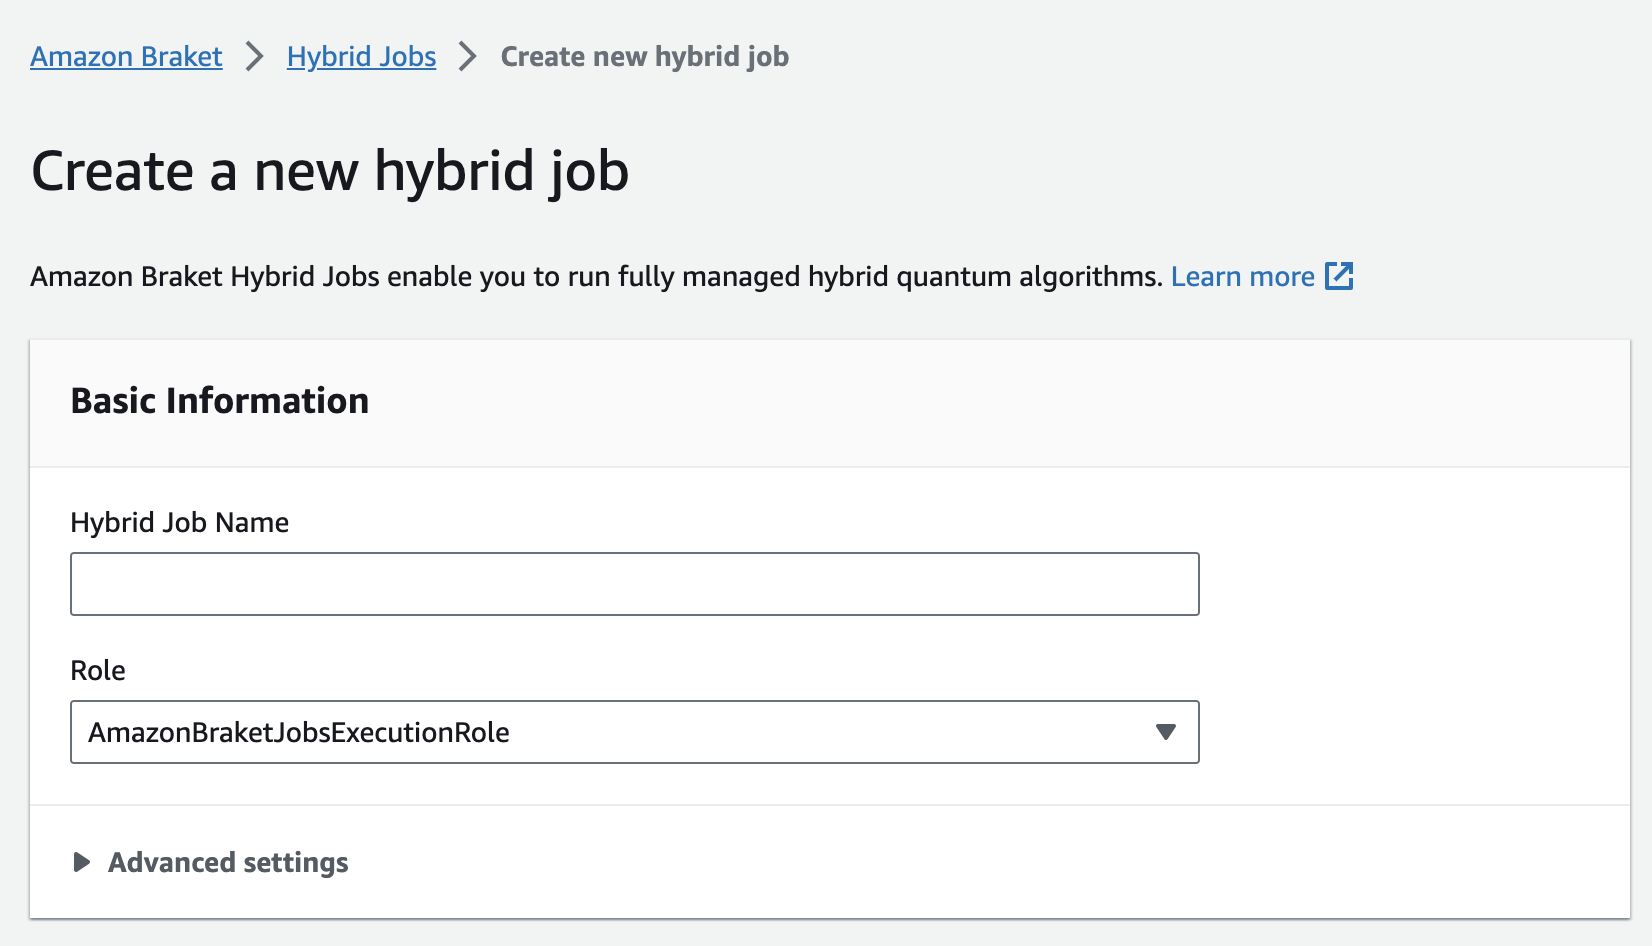 Amazon Braket > Hybrid Jobs > Create new hybrid job
Create a new hybrid job
Amazon Braket Hybrid Jobs enable you to run fully managed hybrid quantum algorithms. Learn more
Basic Information
Hybrid Job Name
Role
AmazonBraketJobsExecutionRole
Advanced settings